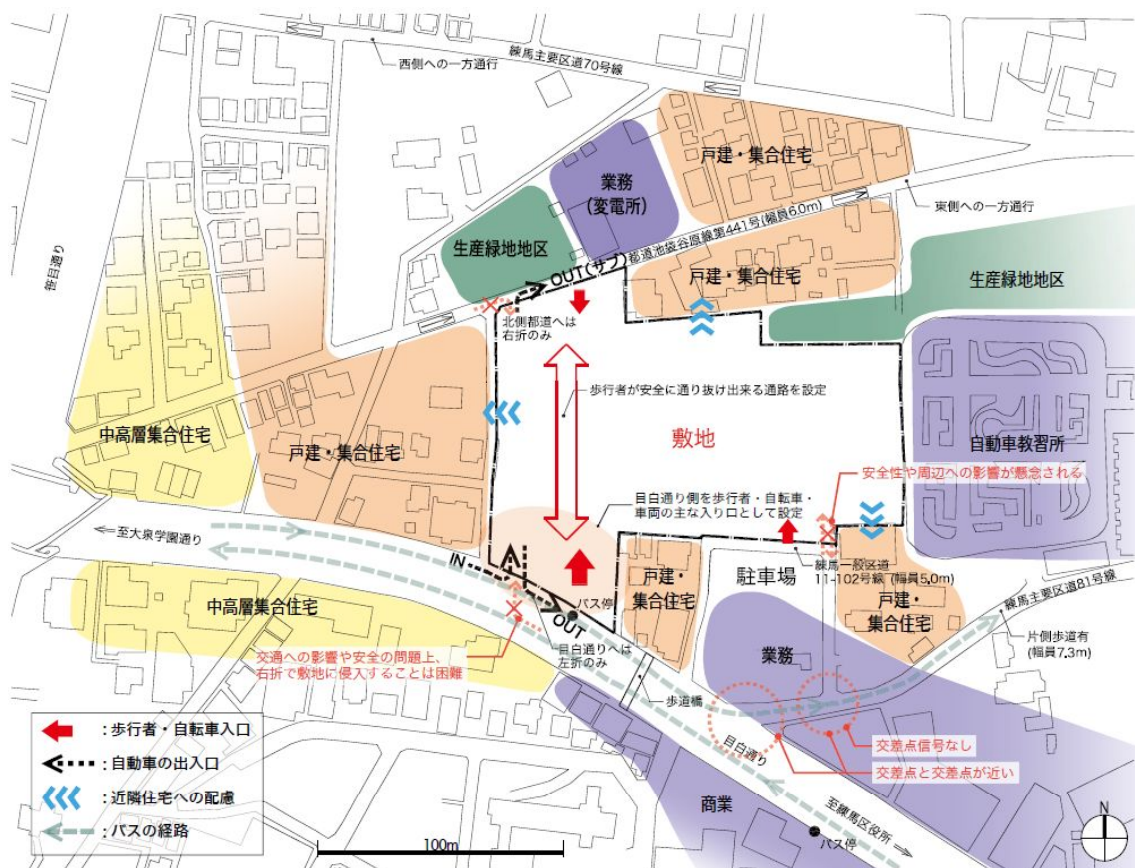 練馬主要区道70号線
西側への一方通行
笹目通り
戸建・集合住宅
業務
(変電所)
東側への一方通行
都道池袋谷原線第441号(幅員6.0m)
生産緑地地区
OUT(サブ)
戸建・集合住宅
生産緑地地区
北側都道へは
右折のみ
歩行者が安全に通り抜け出来る通路を設定
中高層集合住宅
戸建・集合住宅
敷地
自動車教習所
安全性や周辺への影響が懸念される
目白通り側を歩行者・自転車・
車両の主な入り口として設定
至大泉学園通り
IN
練馬一般区道
11-102号線 (幅員5.0m)
駐車場
戸建・
集合住宅
戸建・
集合住宅
練馬主要区道81号線
中高層集合住宅
バス停
OUT
片側歩道有
(幅員7.3m)
目白通りへは
左折のみ
交通への影響や安全の問題上、
右折で敷地に侵入することは困難
業務
歩道橋
目白通り
交差点信号なし
交差点と交差点が近い
商業
至練馬区役所
バス停
:歩行者・自転車入口
:自動車の出入口
:近隣住宅への配慮
:バスの経路
100m
N